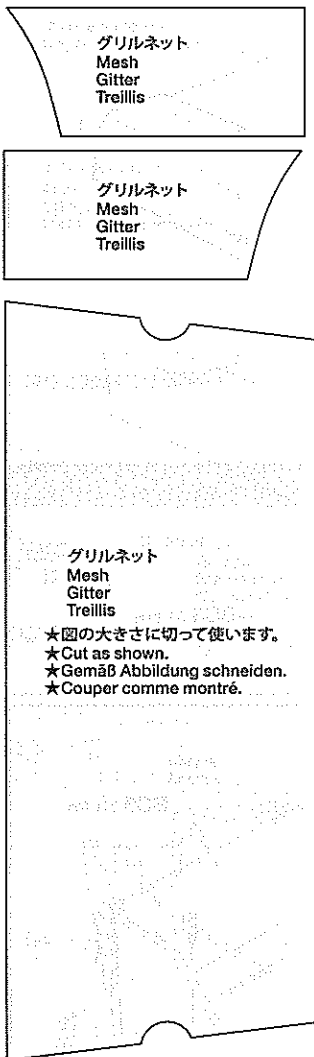 グリルネット
Mesh
Gitter
Treillis
グリルネット
Mesh
Gitter
Treillis
グリルネット
Mesh
Gitter
Treillis
★図の大きさに切って使います。
★Cut as shown.
★Gemäß Abbildung schneiden.
★Couper comme montré.